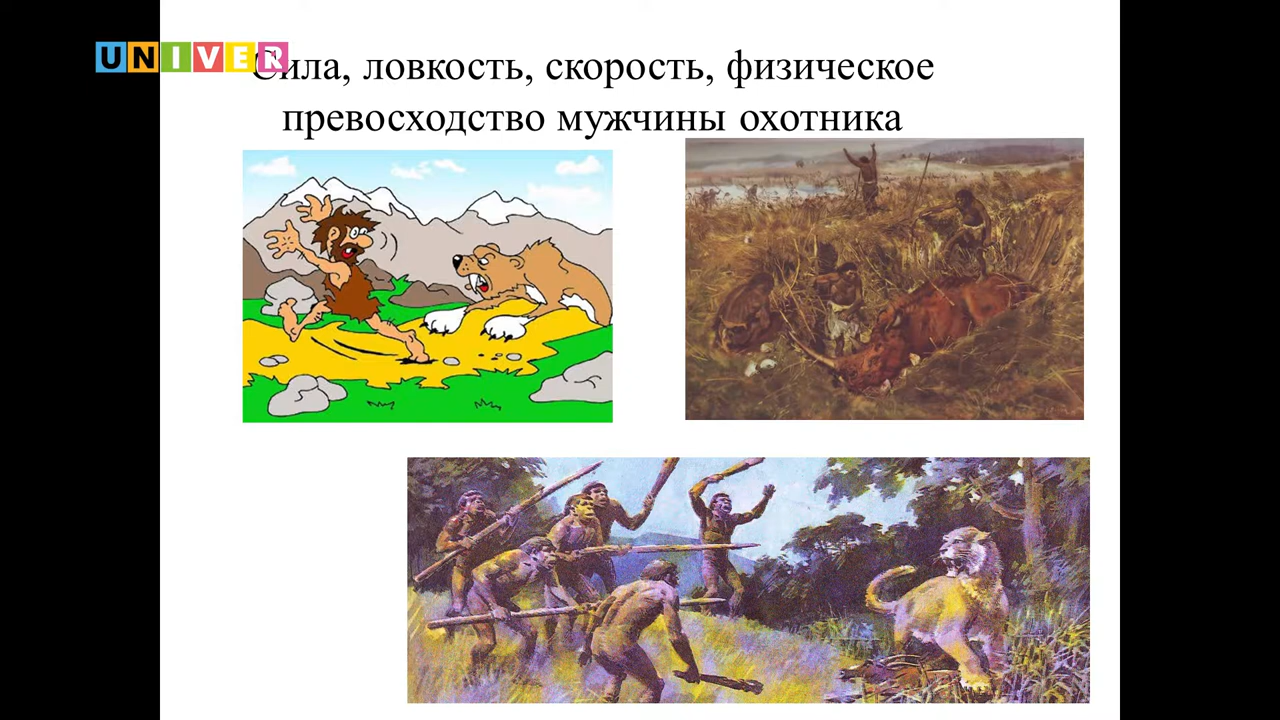 UNIVER
Сила, ловкость, скорость, физическое
превосходство мужчины охотника